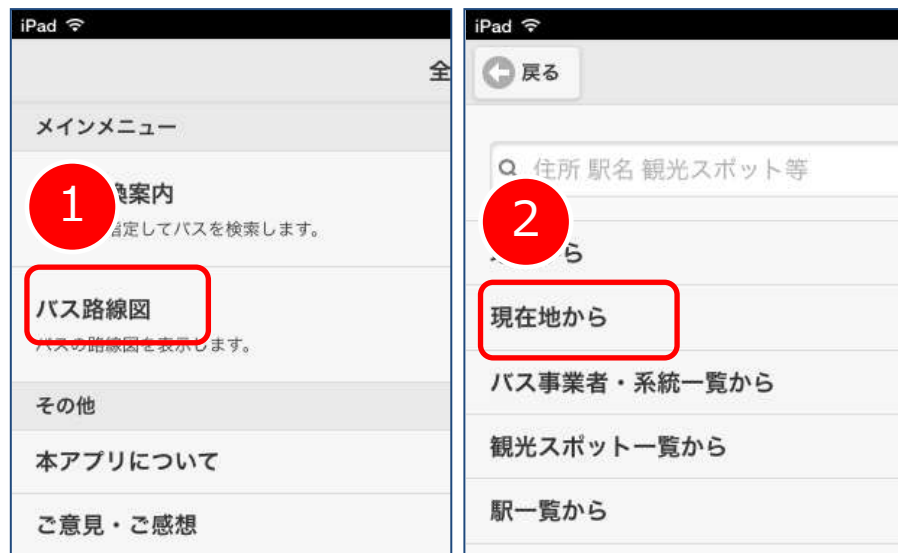 iPad
全
メインメニュー
1
換案内
指定してバスを検索します。
バス路線図
バスの路線図を表示します。
その他
本アプリについて
ご意見・ご感想
iPad
戻る
住所 駅名 観光スポット等
2
から
現在地から
バス事業者・系統一覧から
観光スポット一覧から
駅一覧から